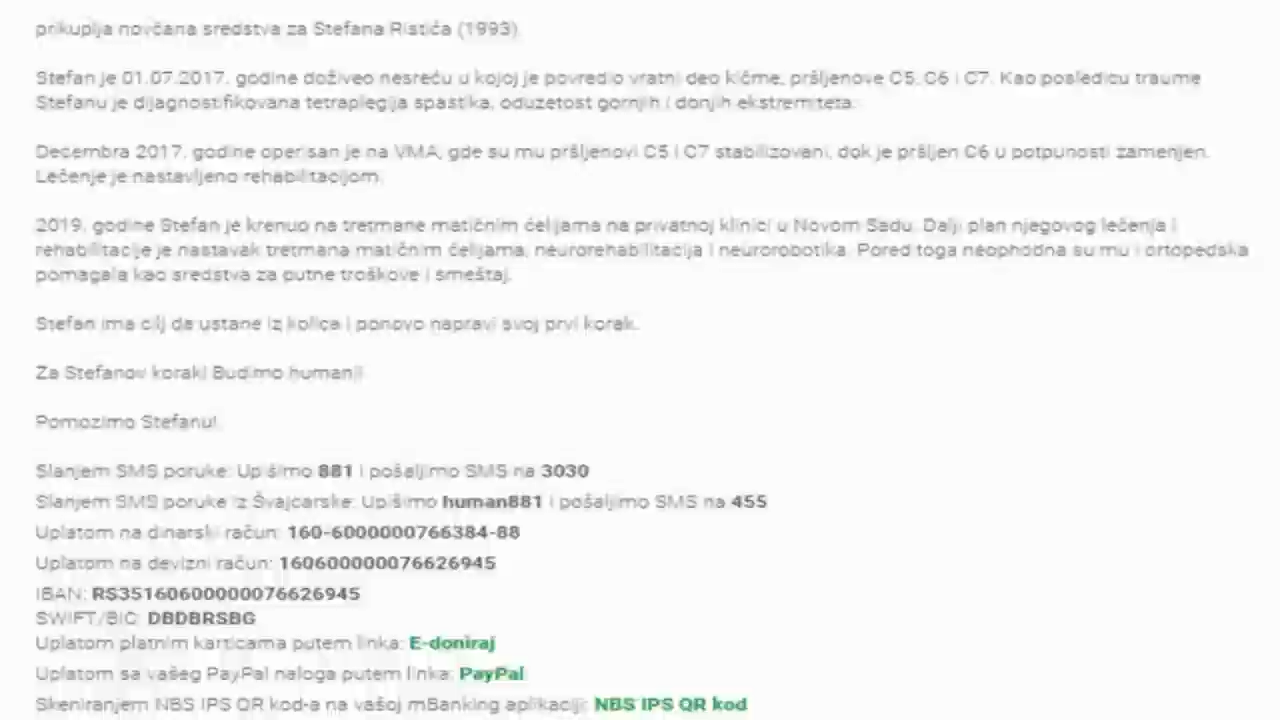 prikuplja novčana sredstva za Stefana Ristića (1993).
Stefan je 01.07.2017. godine doživeo nesreću u kojoj je povredio vratni deo kičme, pršljenove C5, C6 i C7. Kao posledicu traume
Stefanu je dijagnostifikovana tetraplegija spastika, oduzetost gornjih i donjih ekstremiteta.
Decembra 2017. godine operisan je na VMA, gde su mu pršljenovi C5 i C7 stabilizovani, dok je pršljen C6 u potpunosti zamenjen.
Lečenje je nastavljeno rehabilitacijom.
2019. godine Stefan je krenuo na tretmane matičnim ćelijama na privatnoj klinici u Novom Sadu. Dalji plan njegovog lečenja i
rehabilitacije je nastavak tretmana matičnim ćelijama, neurorehabilitacija i neurorobotika. Pored toga neophodna su mu i ortopedska
pomagala kao sredstva za putne troškove i smeštaj.
Stefan ima cilj da ustane iz kolica i ponovo napravi svoj prvi korak.
Za Stefanov korak! Budimo humani!
Pomozimo Stefanu!
Slanjem SMS poruke: Upišimo 881 i pošaljimo SMS na 3030
Slanjem SMS poruke iz Švajcarske: Upišimo human881 i pošaljimo SMS na 455
Uplatom na dinarski račun: 160-6000000766384-88
Uplatom na devizni račun: 160600000076626945
IBAN: RS35160600000076626945
SWIFT/BIC: DBDBRSBG
Uplatom platnim karticama putem linka: E-doniraj
Uplatom sa vašeg PayPal naloga putem linka: PayPal
Skeniranjem NBS IPS QR kod-a na vašoj mBanking aplikaciji: NBS IPS QR kod